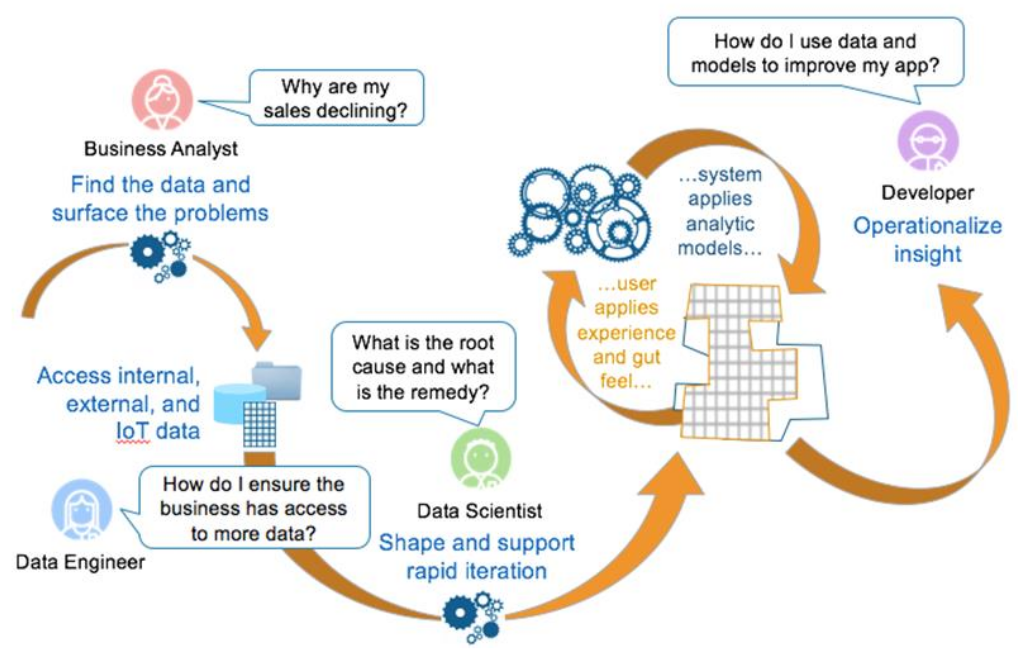 Why are my
sales declining?
Business Analyst
Find the data and
surface the problems
Access internal,
external, and
IoT data
How do I ensure the
business has access
to more data?
Data Engineer
What is the root
cause and what
is the remedy?
Data Scientist
Shape and support
rapid iteration
…system
applies
analytic
models…
…user
applies
experience
and gut
feel…
How do I use data and
models to improve my app?
Developer
Operationalize
insight